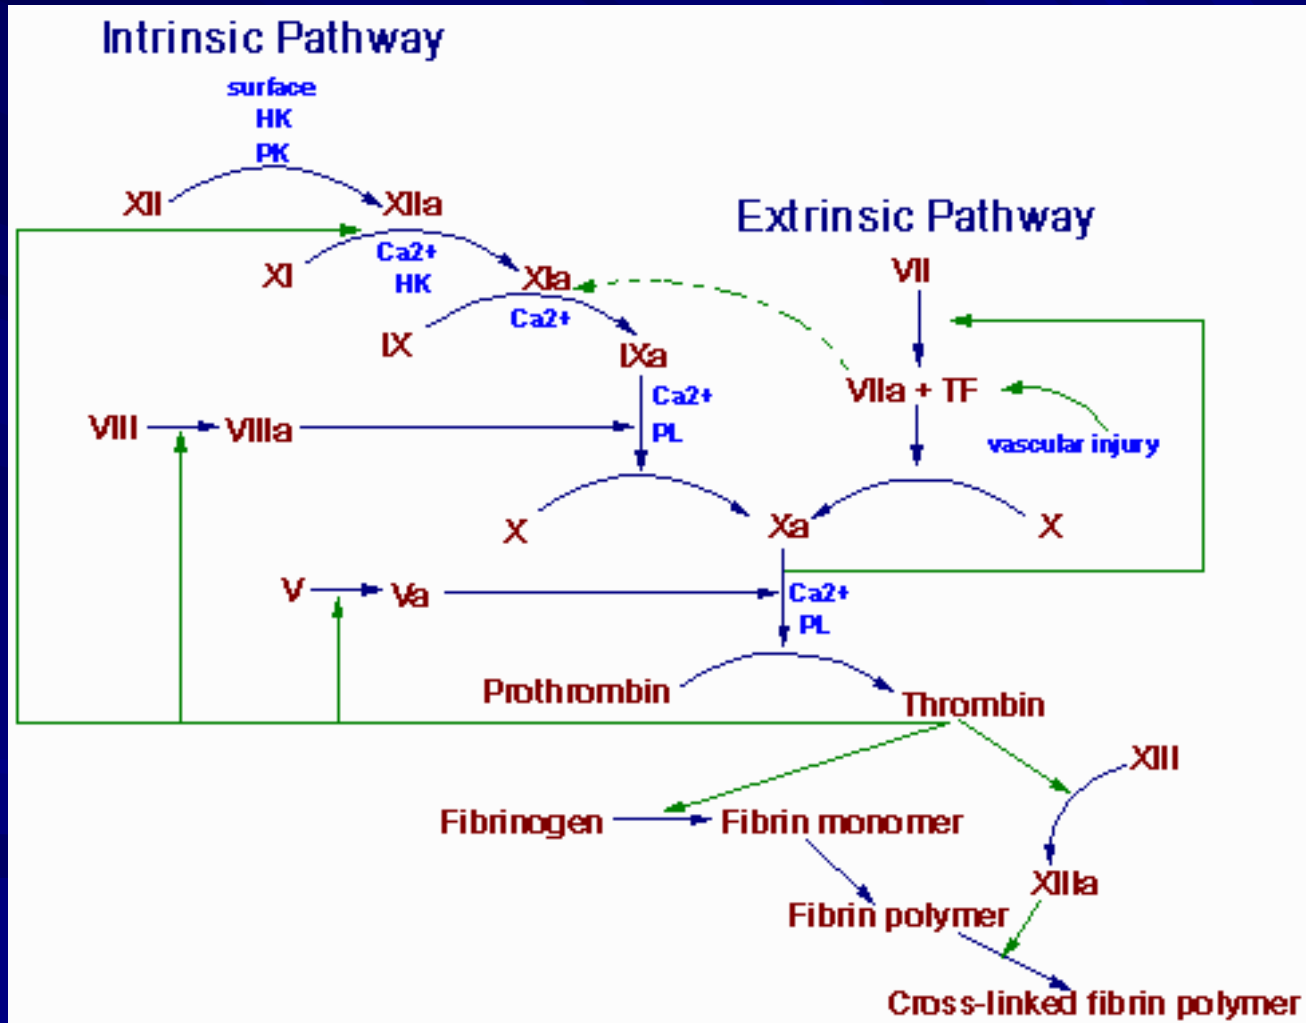 Intrinsic Pathway
surface
HK
PK
XII
XIIa
Extrinsic Pathway
Ca2+
HK
XI
XIa
VII
Ca2+
IX
IXa
VIIa + TF
Ca2+
PL
vascular injury
VIII
VIIIa
X
Xa
X
V
Va
Ca2+
PL
Prothrombin
Thrombin
XIII
Fibrinogen
Fibrin monomer
XIIIa
Fibrin polymer
Cross-linked fibrin polymer